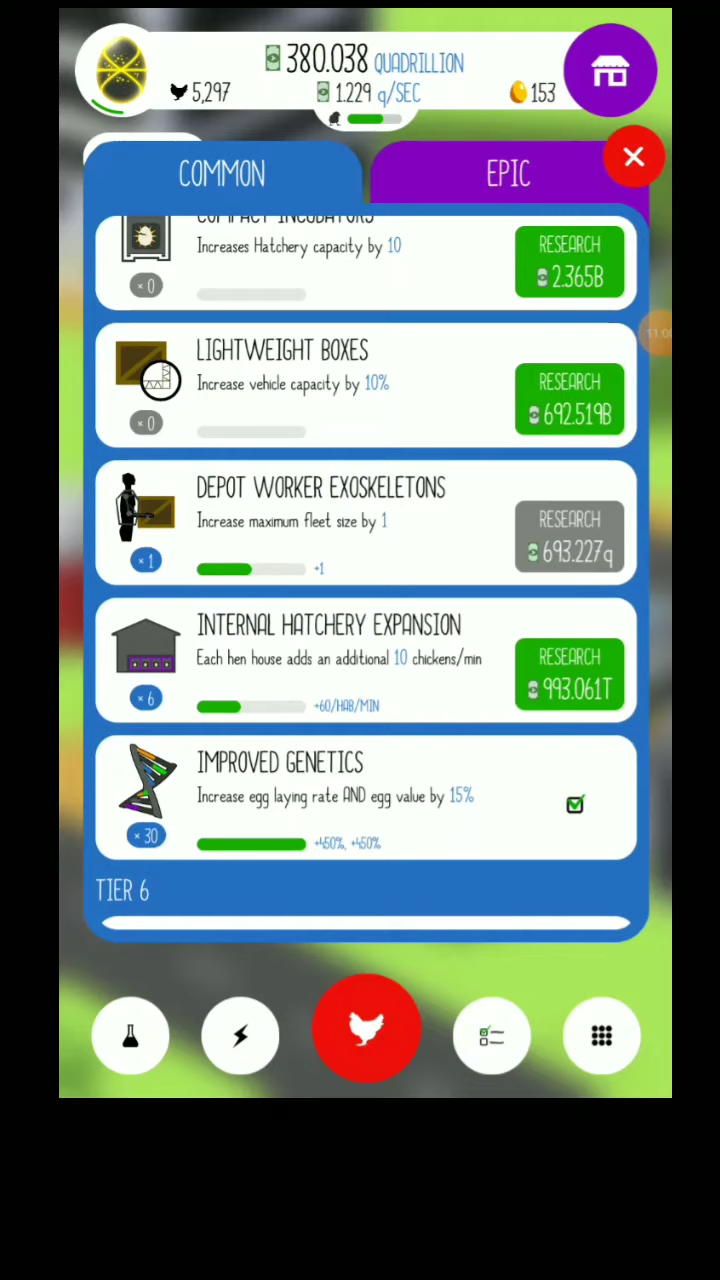 380.038 QUADRILLION
5,297
1.229 q/SEC
153
COMMON
EPIC
COMPACT INCUBATORS
Increases Hatchery capacity by 10
RESEARCH
2.365B
× 0
LIGHTWEIGHT BOXES
Increase vehicle capacity by 10%
RESEARCH
692.519B
× 0
DEPOT WORKER EXOSKELETONS
Increase maximum fleet size by 1
RESEARCH
693.227q
× 1
+1
INTERNAL HATCHERY EXPANSION
Each hen house adds an additional 10 chickens/min
RESEARCH
993.061T
× 6
+60/HAB/MIN
IMPROVED GENETICS
Increase egg laying rate AND egg value by 15%
× 30
+450%, +450%
TIER 6